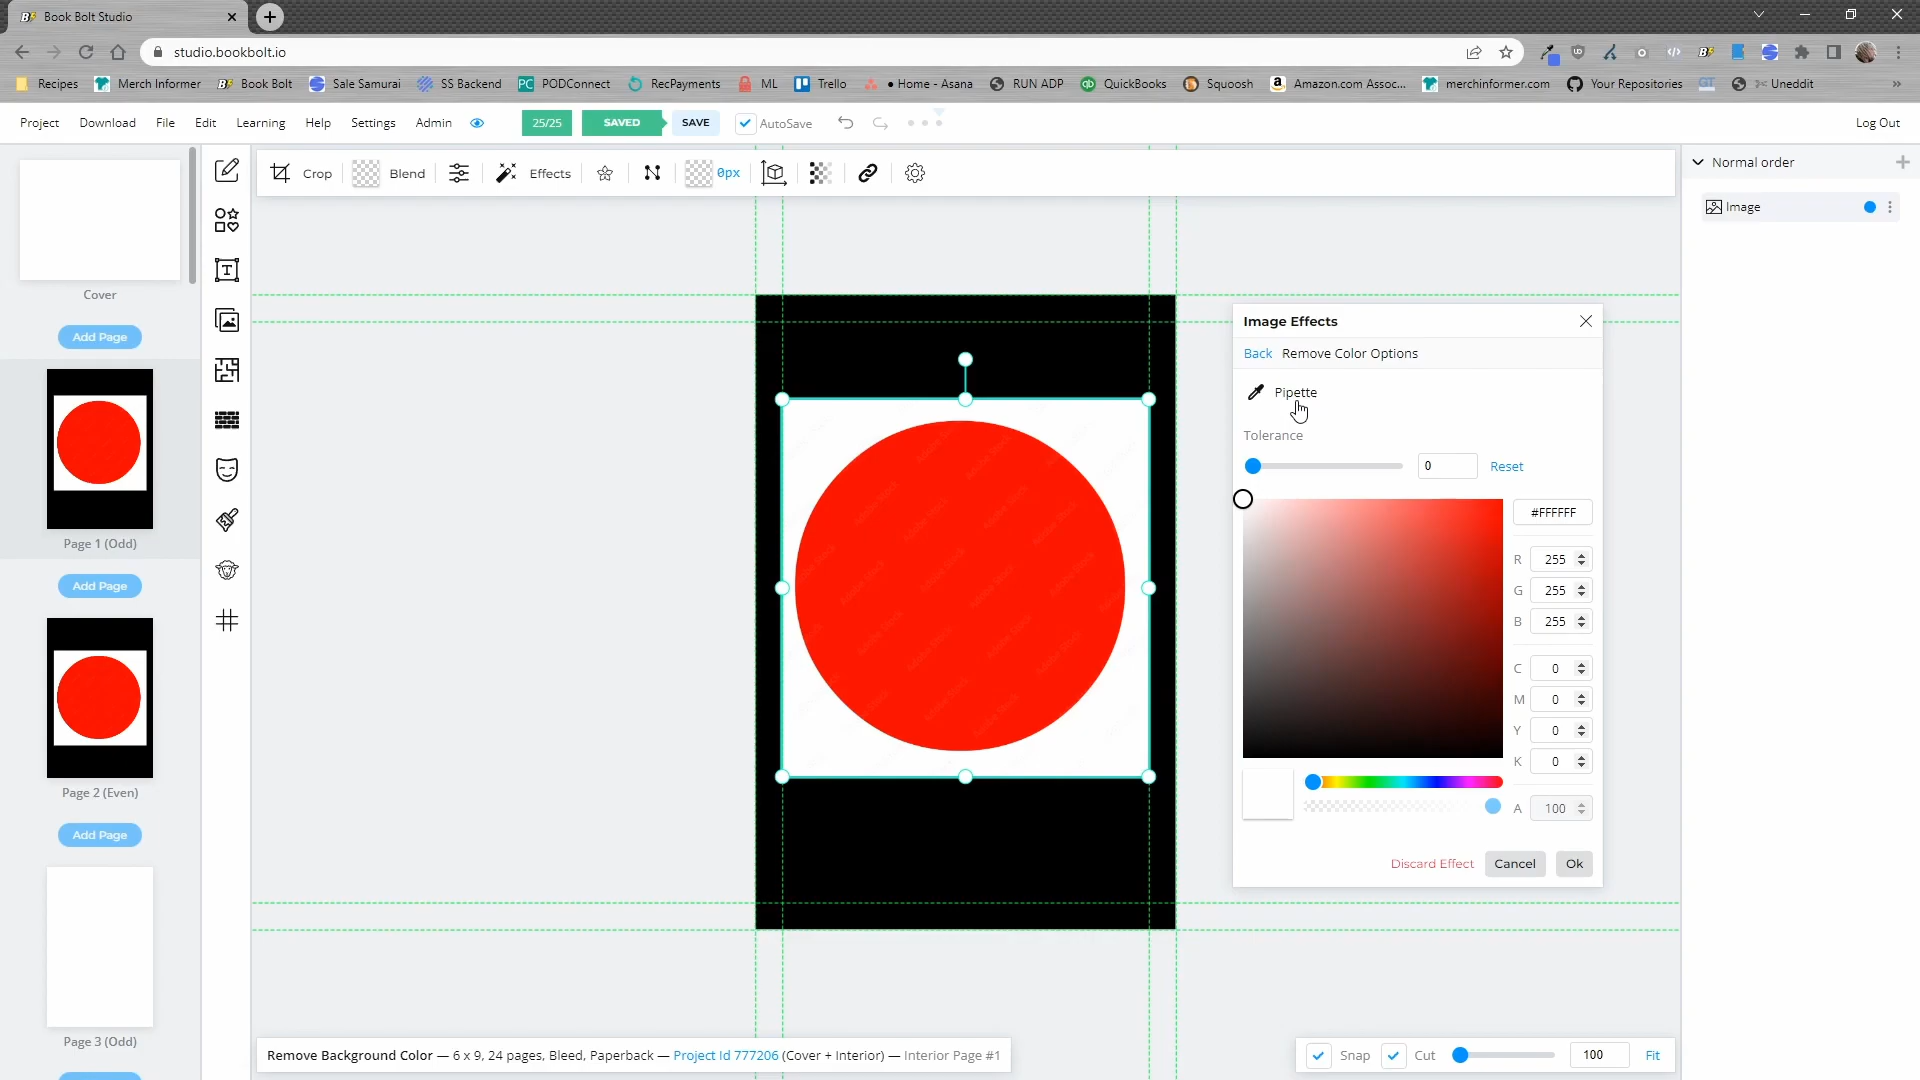 Book Bolt Studio
studio.bookbolt.io
Recipes Merch Informer Book Bolt Sale Samurai SS Backend PODConnect RecPayments ML Trello • Home - Asana RUN ADP QuickBooks Squoosh Amazon.com Assoc... merchinformer.com Your Repositories GT Uneddit »
Project Download File Edit Learning Help Settings Admin 25/25 SAVED SAVE AutoSave Log Out
Crop Blend Effects 0px
Normal order
Image
Cover
Add Page
Page 1 (Odd)
Add Page
Page 2 (Even)
Add Page
Page 3 (Odd)
Image Effects
Back Remove Color Options
Pipette
Tolerance
0 Reset
#FFFFFF
R 255
G 255
B 255
C 0
M 0
Y 0
K 0
A 100
Discard Effect Cancel Ok
Adobe Stock
Remove Background Color — 6 x 9, 24 pages, Bleed, Paperback — Project Id 777206 (Cover + Interior) — Interior Page #1
Snap Cut 100 Fit